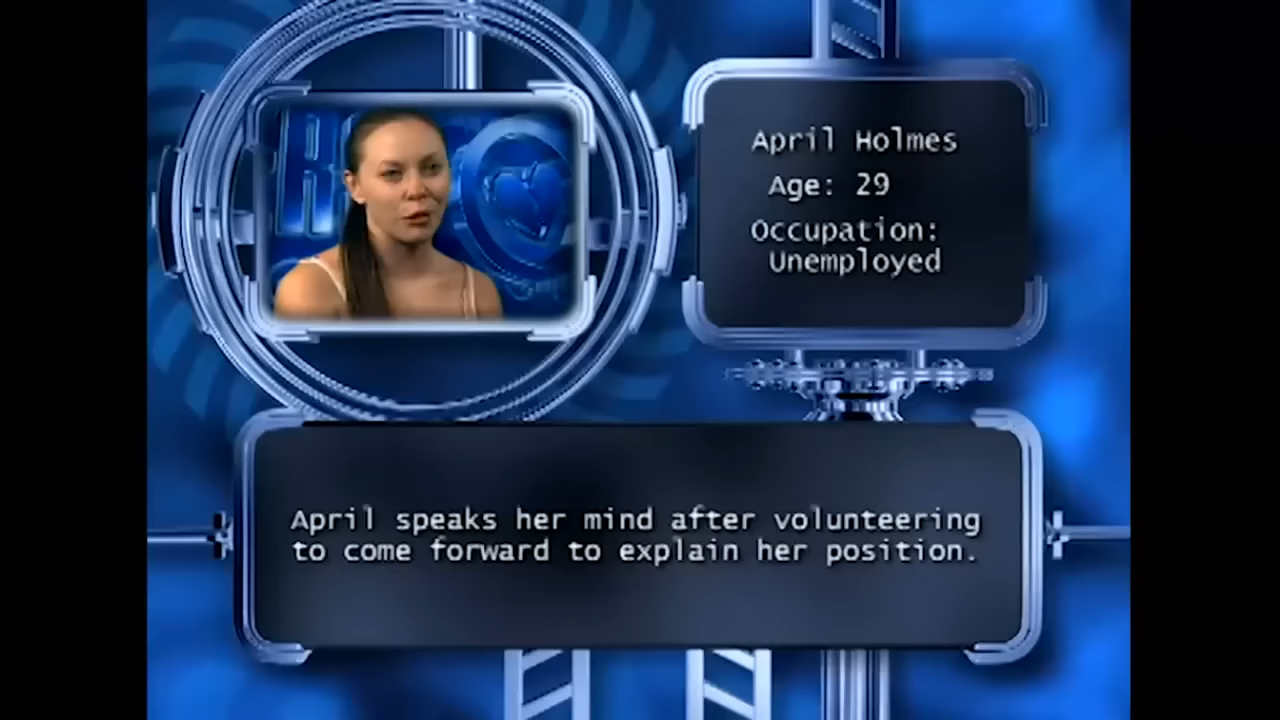 April Holmes
Age: 29
Occupation:
Unemployed
April speaks her mind after volunteering
to come forward to explain her position.